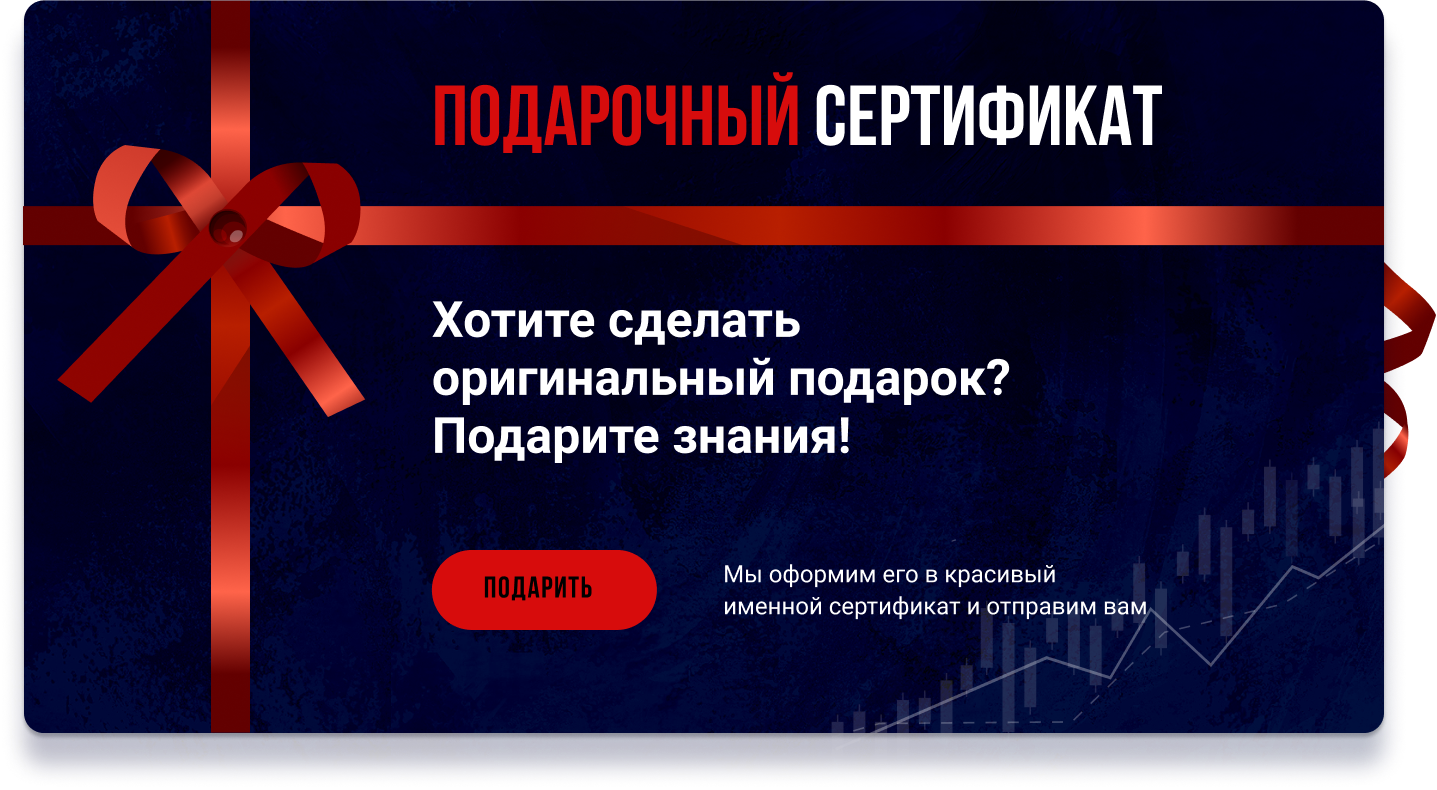 ПОДАРОЧНЫЙ СЕРТИФИКАТ
Хотите сделать
оригинальный подарок?
Подарите знания!
ПОДАРИТЬ
Мы оформим его в красивый
именной сертификат и отправим вам